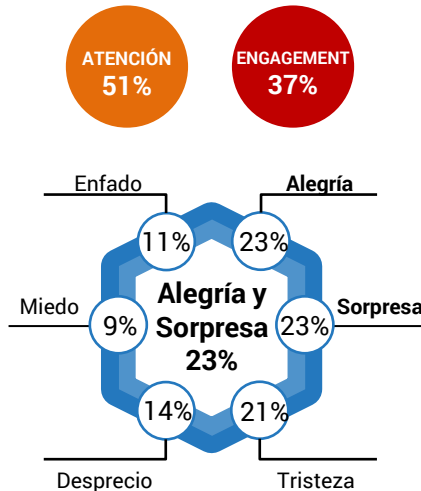 ATENCIÓN
51%
ENGAGEMENT
37%
Enfado
Alegría
11%
23%
Miedo
9%
Alegría y
Sorpresa
23%
23%
Sorpresa
14%
21%
Desprecio
Tristeza